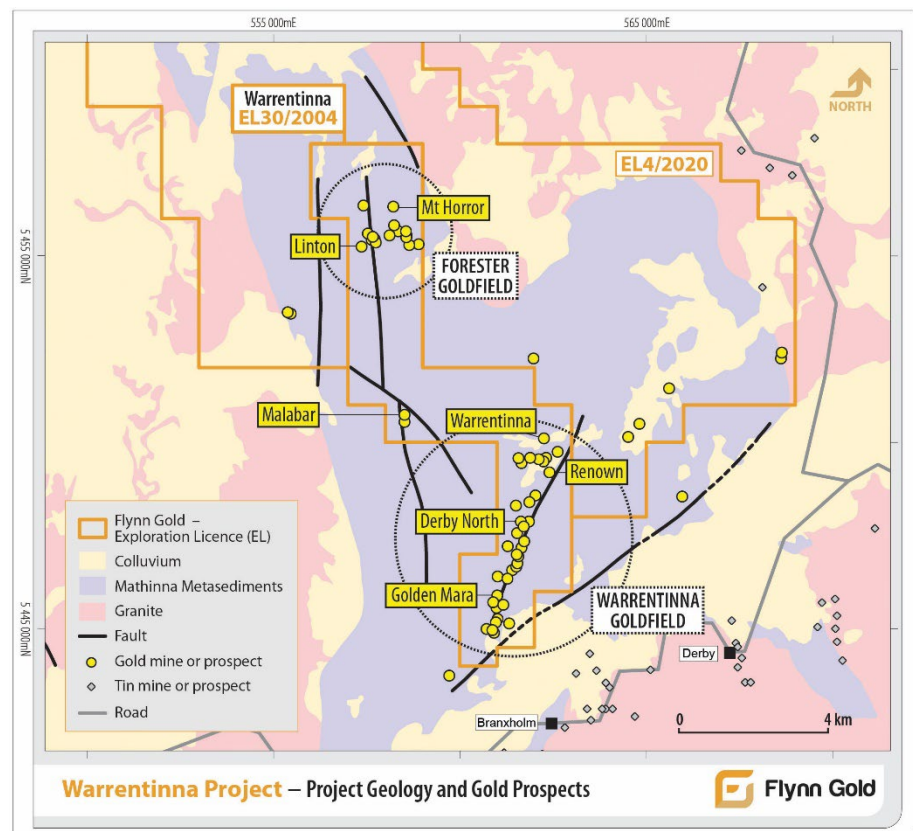 555 000mE
565 000mE
Warrentinna
EL30/2004
NORTH
EL4/2020
Mt Horror
5 455 000mN
Linton
FORESTER
GOLDFIELD
Malabar
Warrentinna
Renown
Flynn Gold –
Exploration Licence (EL)
Colluvium
Mathinna Metasediments
Granite
Fault
Gold mine or prospect
Tin mine or prospect
Road
Derby North
Golden Mara
WARRENTINNA
GOLDFIELD
5 445 000mN
Derby
Branxholm
0 4 km
Warrentinna Project – Project Geology and Gold Prospects
Flynn Gold